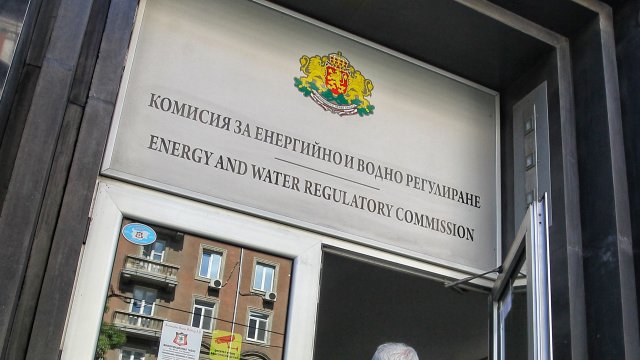 КОМИСИЯ ЗА ЕНЕРГИЙНО И ВОДНО РЕГУЛИРАНЕ
ENERGY AND WATER REGULATORY COMMISSION